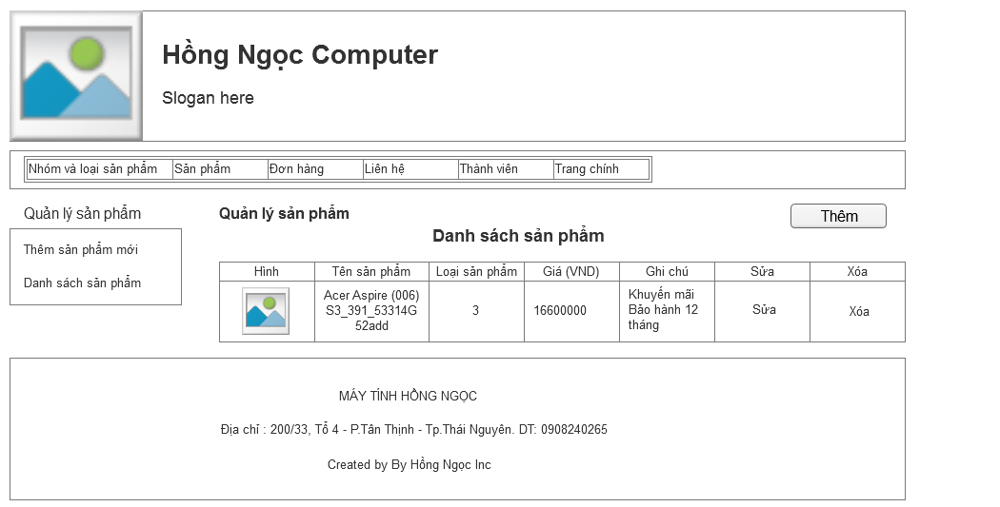 Hồng Ngọc Computer
Slogan here
Nhóm và loại sản phẩm Sản phẩm Đơn hàng Liên hệ Thành viên Trang chính
Quản lý sản phẩm
Thêm sản phẩm mới
Danh sách sản phẩm
Quản lý sản phẩm
Thêm
Danh sách sản phẩm
Hình Tên sản phẩm Loại sản phẩm Giá (VND) Ghi chú Sửa Xóa
Acer Aspire (006)
S3_391_53314G
52add
3
16600000
Khuyến mãi
Bảo hành 12
tháng
Sửa
Xóa
MÁY TÍNH HỒNG NGỌC
Địa chỉ : 200/33, Tổ 4 - P.Tân Thịnh - Tp.Thái Nguyên. DT: 0908240265
Created by By Hồng Ngọc Inc